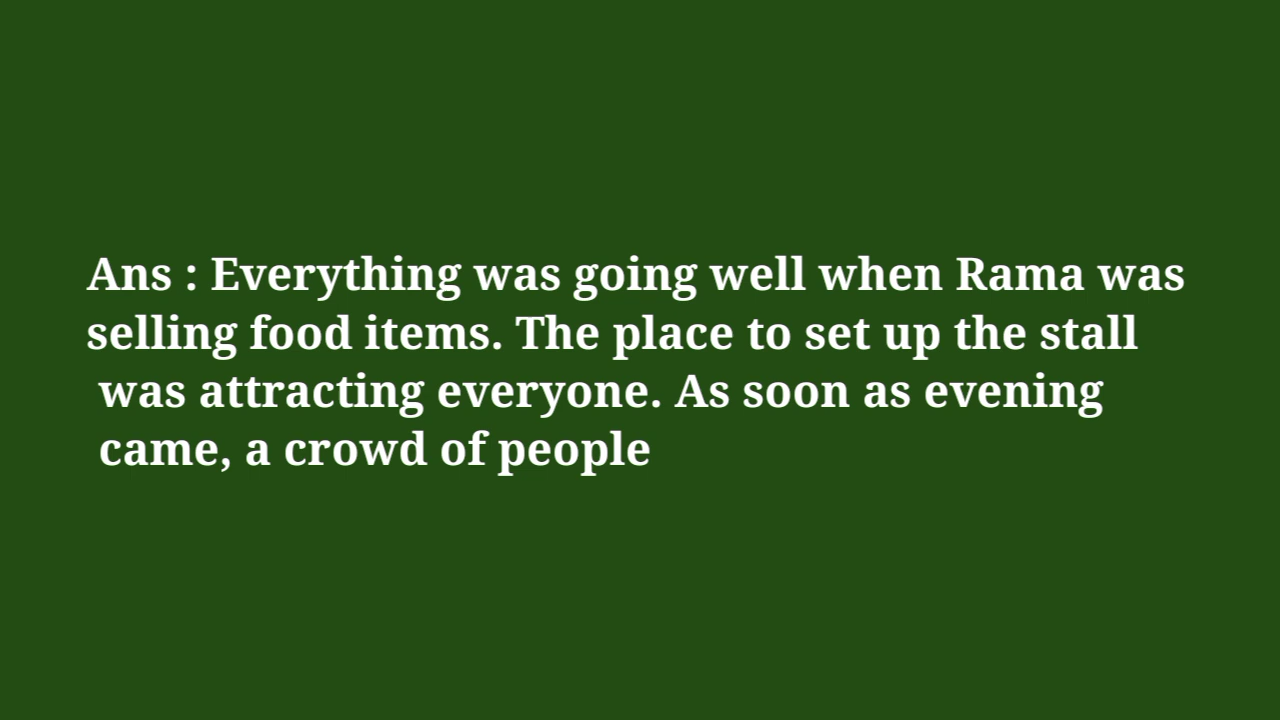 Ans : Everything was going well when Rama was
selling food items. The place to set up the stall
was attracting everyone. As soon as evening
came, a crowd of people